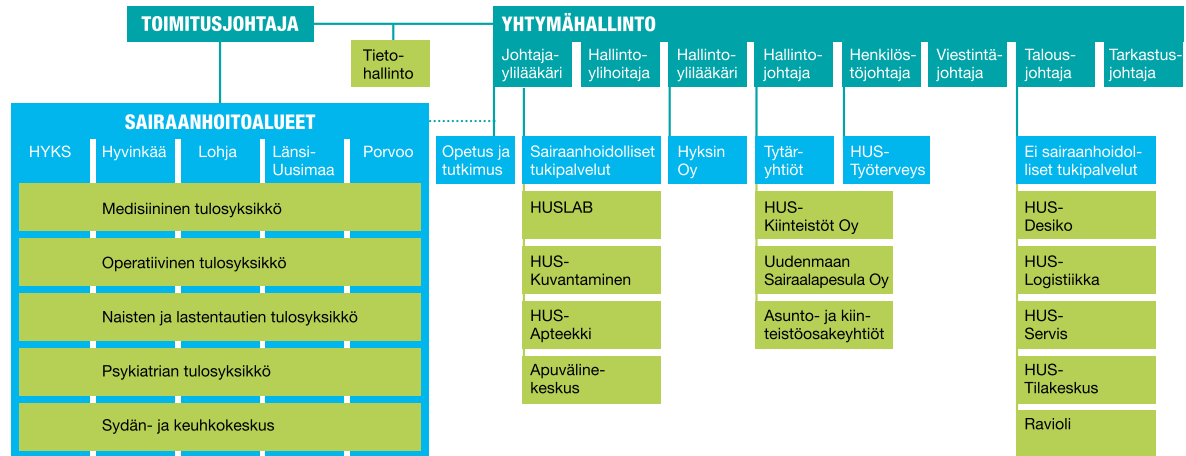 TOIMITUSJOHTAJA
YHTYMÄHALLINTO
Tieto-
hallinto
Johtaja-
ylilääkäri
Hallinto-
ylihoitaja
Hallinto-
ylilääkäri
Hallinto-
johtaja
Henkilös-
töjohtaja
Viestintä-
johtaja
Talous-
johtaja
Tarkastus-
johtaja
SAIRAANHOITOALUEET
HYKS
Hyvinkää
Lohja
Länsi-
Uusimaa
Porvoo
Medisiininen tulosyksikkö
Operatiivinen tulosyksikkö
Naisten ja lastentautien tulosyksikkö
Psykiatrian tulosyksikkö
Sydän- ja keuhkokeskus
Opetus ja
tutkimus
Sairaanhoidolliset
tukipalvelut
HUSLAB
HUS-
Kuvantaminen
HUS-
Apteekki
Apuväline-
keskus
Hyksin
Oy
Tytär-
yhtiöt
HUS-
Kiinteistöt Oy
Uudenmaan
Sairaalapesula Oy
Asunto- ja kiin-
teistöosakeyhtiöt
HUS-
Työterveys
Ei sairaanhoidol-
liset tukipalvelut
HUS-
Desiko
HUS-
Logistiikka
HUS-
Servis
HUS-
Tilakeskus
Ravioli